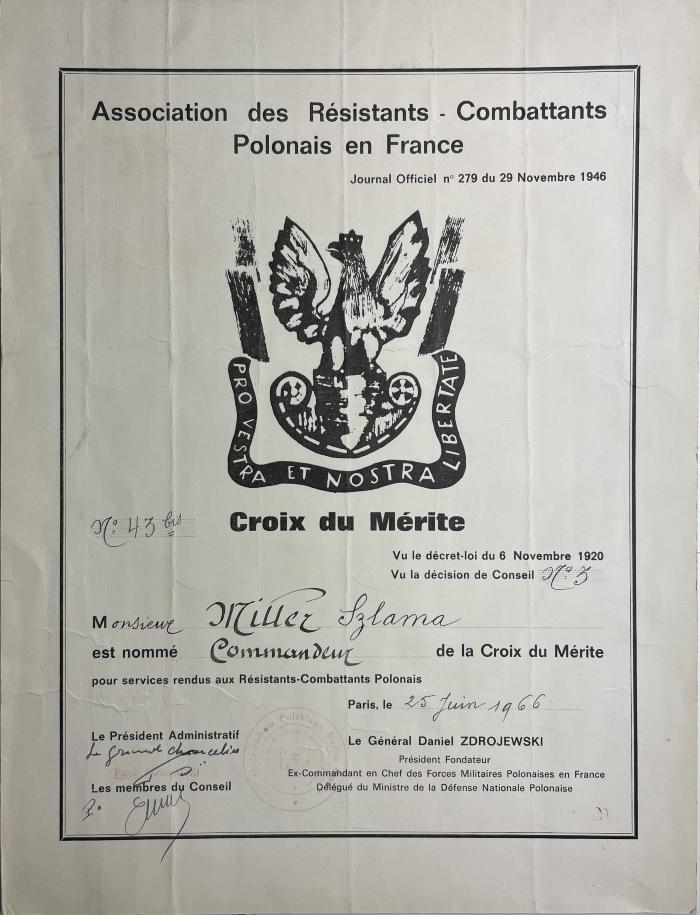 Association des Résistants - Combattants
Polonais en France
Journal Officiel n° 279 du 29 Novembre 1946
PRO VESTRA ET NOSTRA LIBERTATE
N° 43 bis
Croix du Mérite
Vu le décret-loi du 6 Novembre 1920
Vu la décision de Conseil N° 3
Monsieur Miller Szlama
est nommé Commandeur de la Croix du Mérite
pour services rendus aux Résistants-Combattants Polonais
Paris, le 25 Juin 1966
Le Président Administratif
Le grand chancelier
Le Général Daniel ZDROJEWSKI
Président Fondateur
Ex-Commandant en Chef des Forces Militaires Polonaises en France
Délégué du Ministre de la Défense Nationale Polonaise
Les membres du Conseil